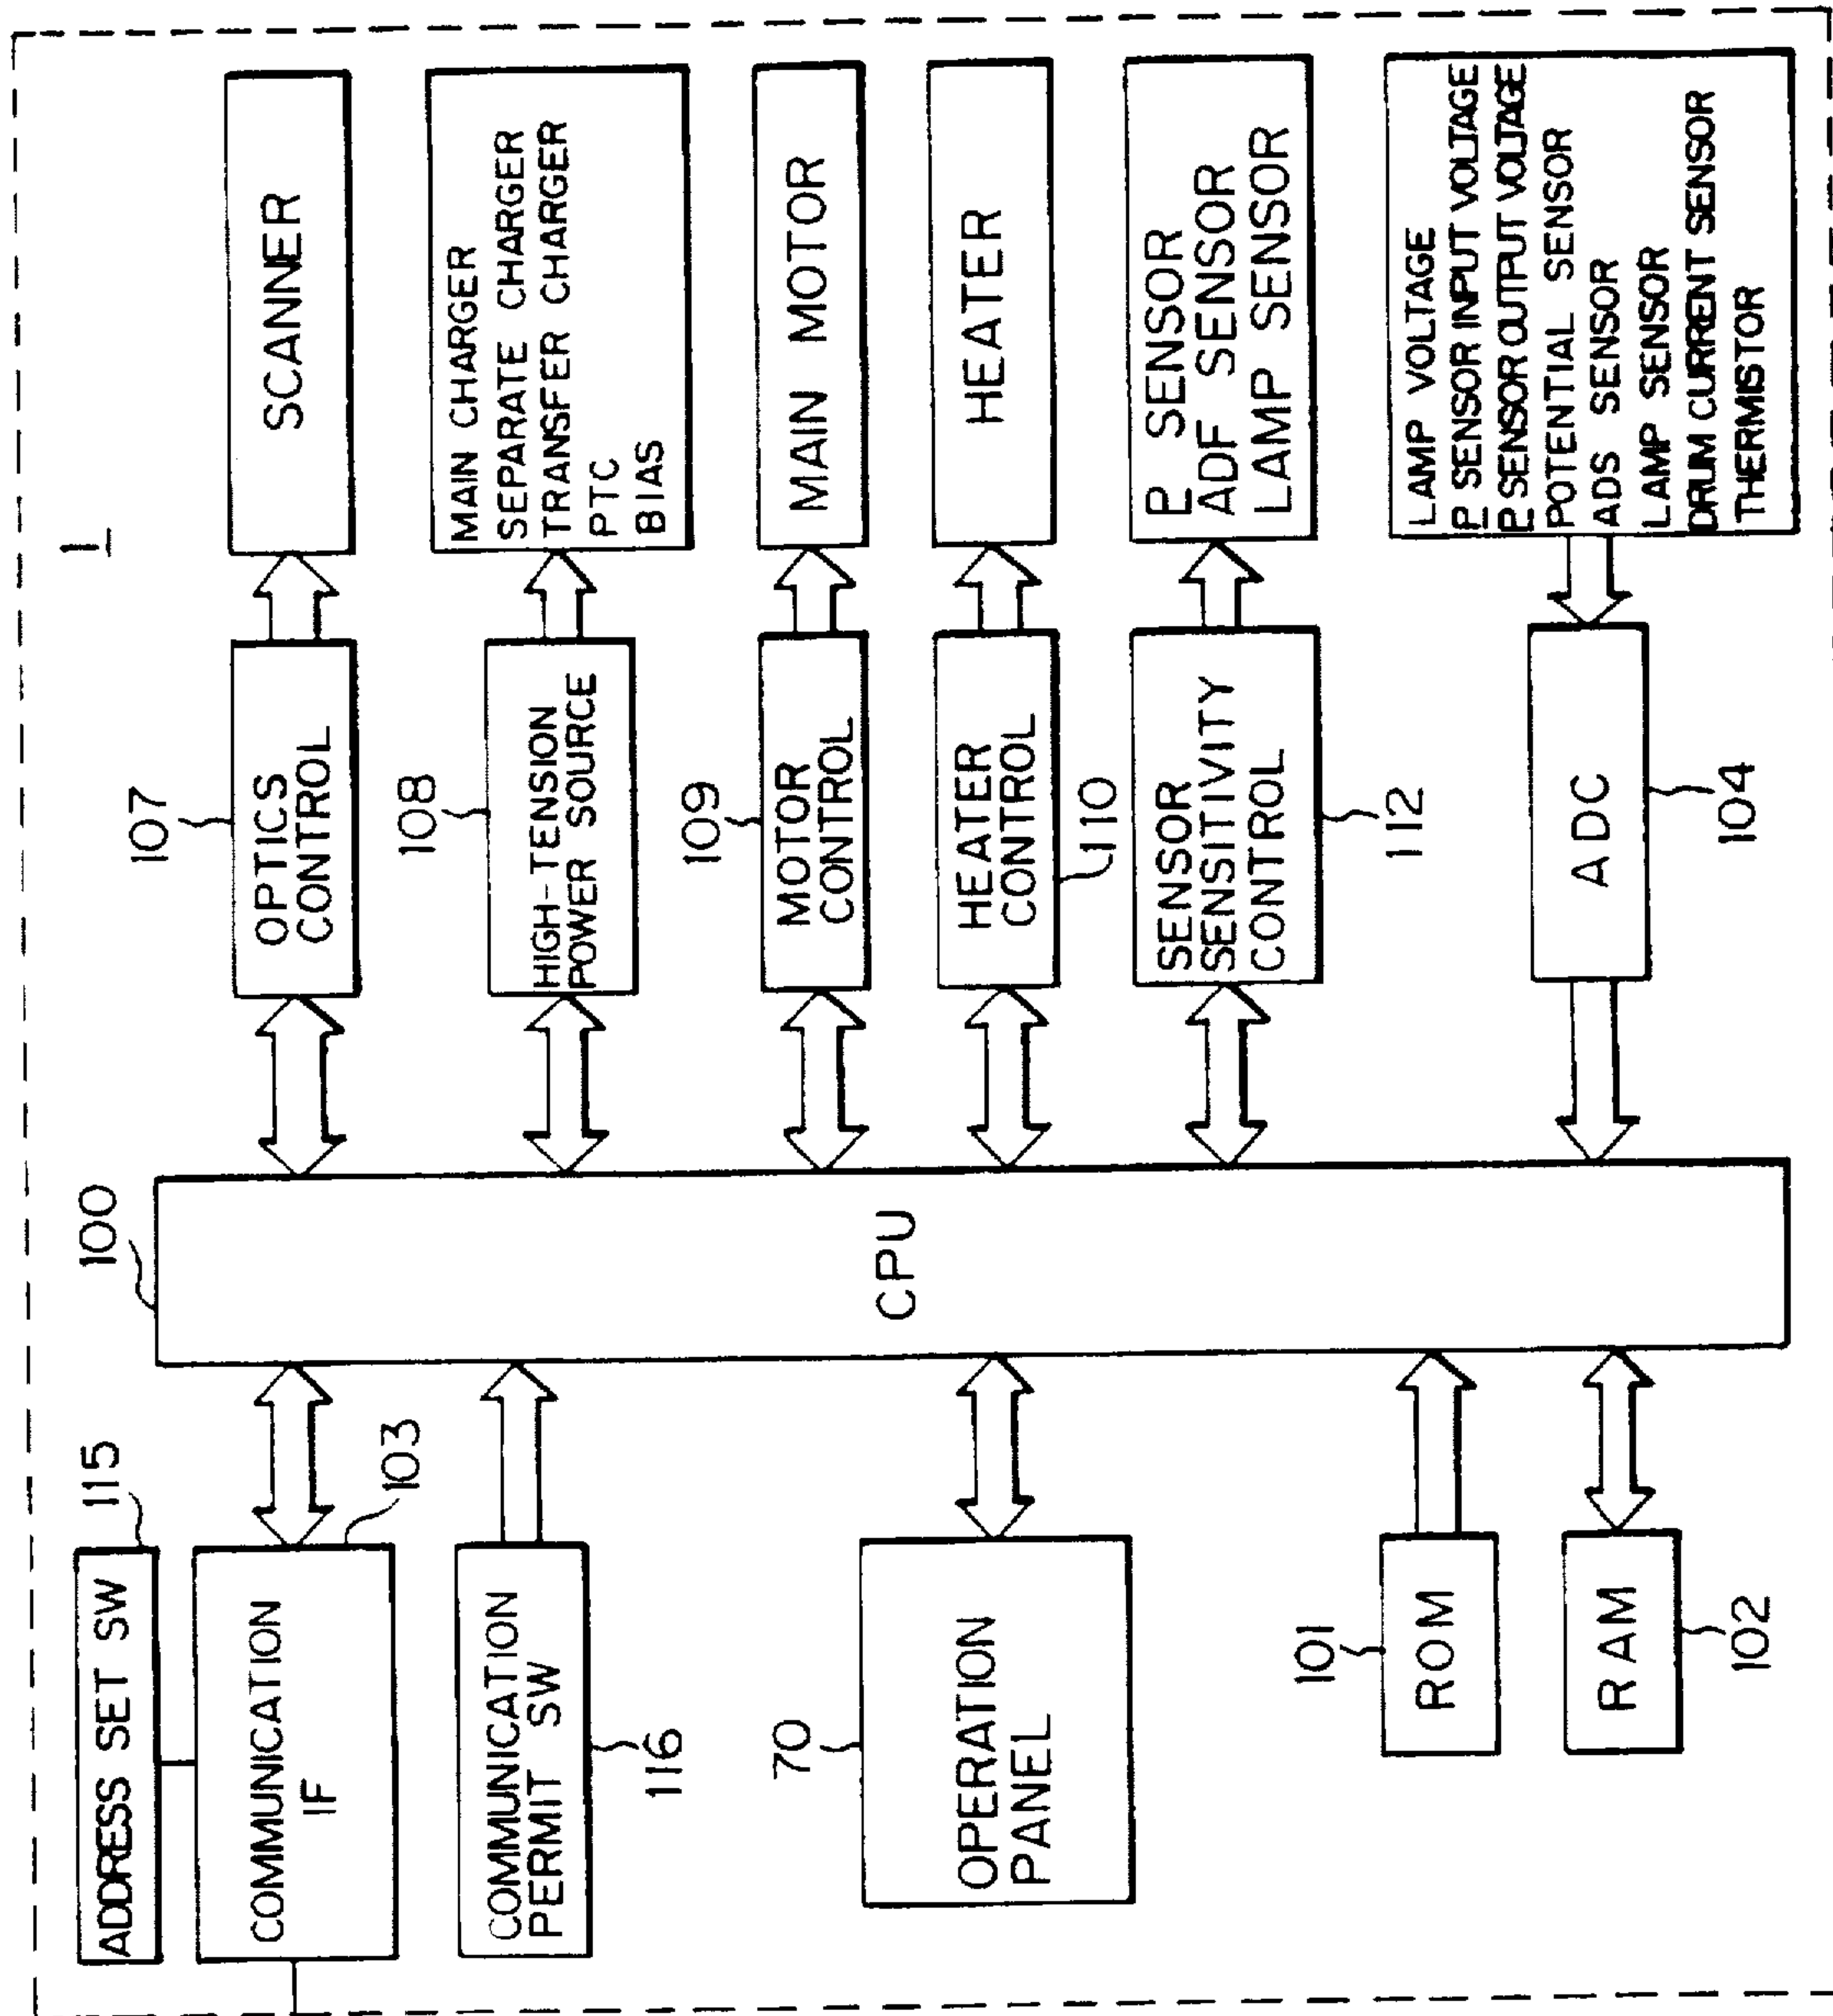 1
115
ADDRESS SET SW
COMMUNICATION
IF
103
COMMUNICATION
PERMIT SW
116
70
OPERATION
PANEL
101
ROM
RAM
102
100
CPU
107
OPTICS
CONTROL
SCANNER
108
HIGH-TENSION
POWER SOURCE
MAIN CHARGER
SEPARATE CHARGER
TRANSFER CHARGER
PTC
BIAS
109
MOTOR
CONTROL
MAIN MOTOR
HEATER
CONTROL
110
HEATER
SENSOR
SENSITIVITY
CONTROL
112
P SENSOR
ADF SENSOR
LAMP SENSOR
ADC
104
LAMP VOLTAGE
P SENSOR INPUT VOLTAGE
P SENSOR OUTPUT VOLTAGE
POTENTIAL SENSOR
ADS SENSOR
LAMP SENSOR
DRUM CURRENT SENSOR
THERMISTOR